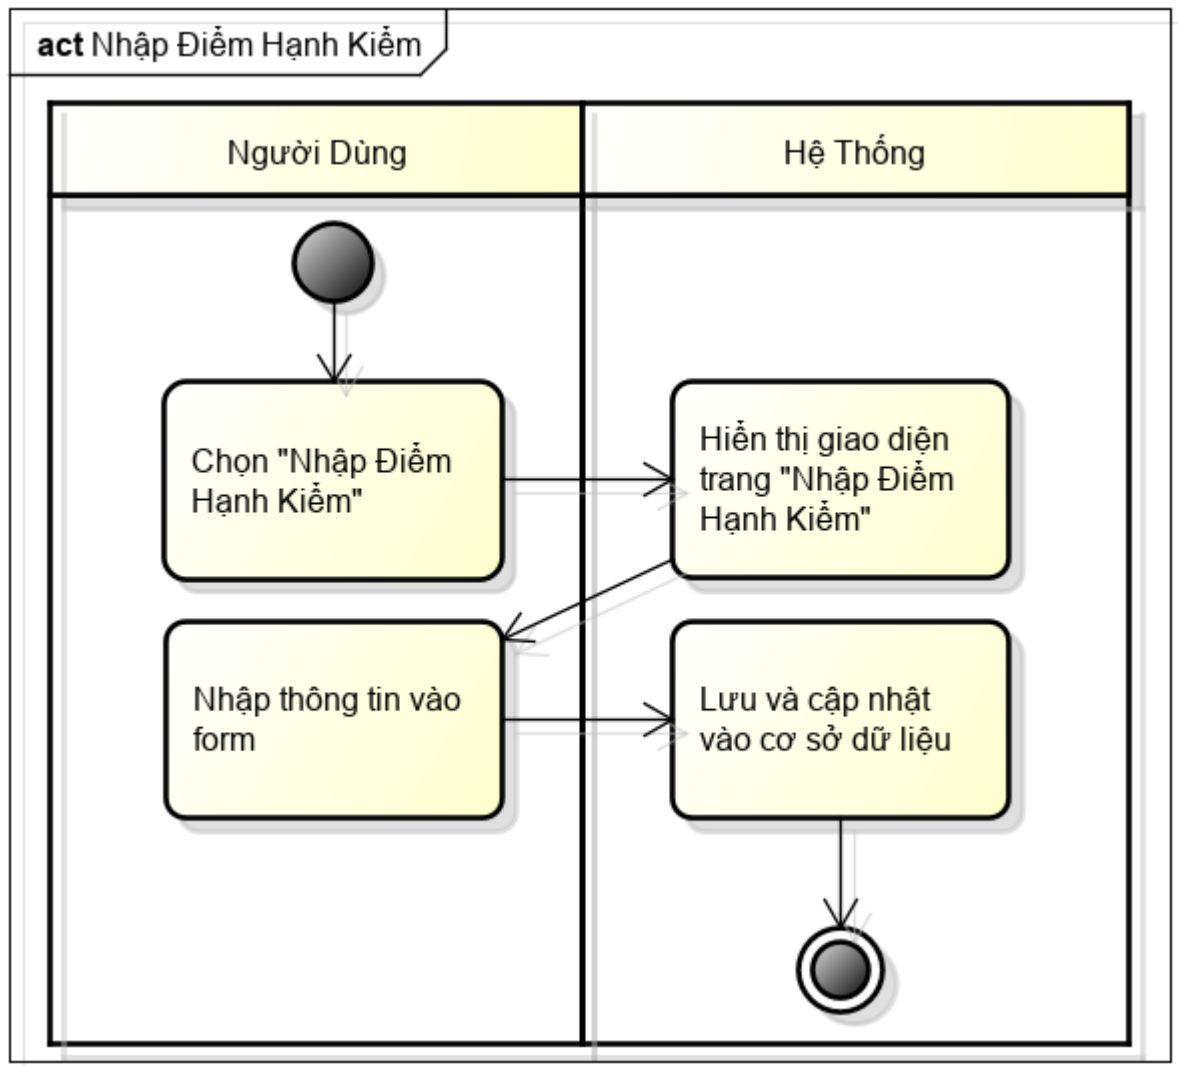 act Nhập Điểm Hạnh Kiểm
Người Dùng
Hệ Thống
Chọn "Nhập Điểm
Hạnh Kiểm"
Hiển thị giao diện
trang "Nhập Điểm
Hạnh Kiểm"
Nhập thông tin vào
form
Lưu và cập nhật
vào cơ sở dữ liệu